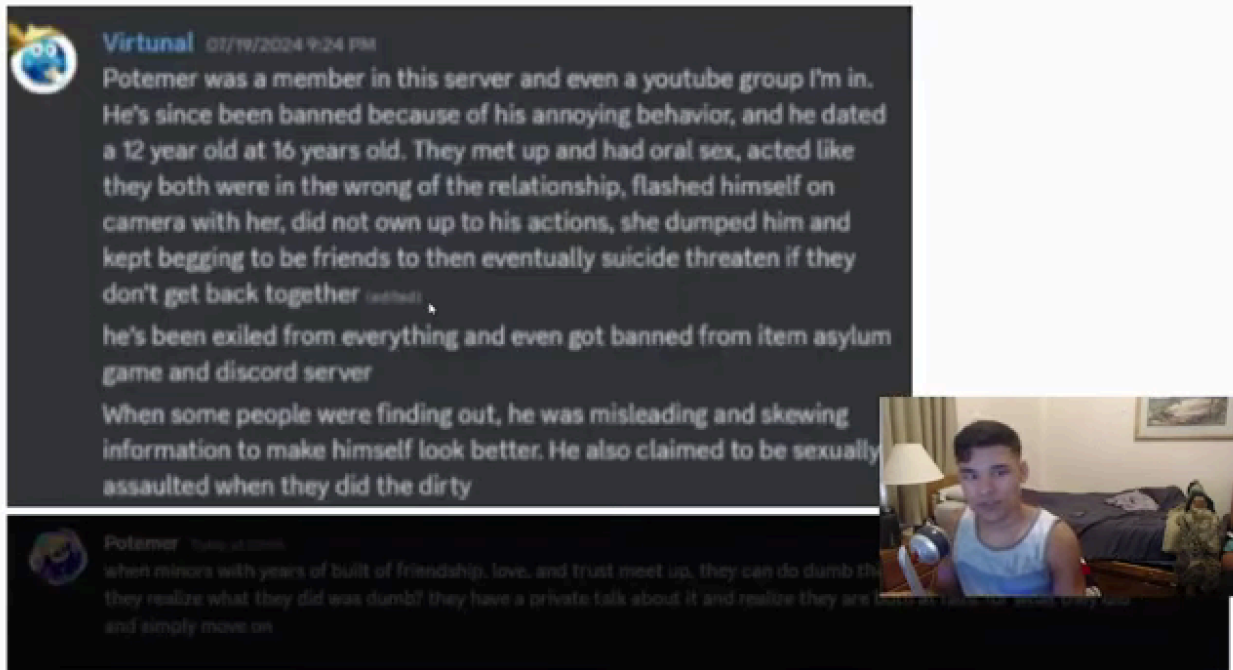 Virtunal 07/19/2024 9:24 PM
Potemer was a member in this server and even a youtube group I'm in.
He's since been banned because of his annoying behavior, and he dated
a 12 year old at 16 years old. They met up and had oral sex, acted like
they both were in the wrong of the relationship, flashed himself on
camera with her, did not own up to his actions, she dumped him and
kept begging to be friends to then eventually suicide threaten if they
don't get back together (edited)
he's been exiled from everything and even got banned from item asylum
game and discord server
When some people were finding out, he was misleading and skewing
information to make himself look better. He also claimed to be sexually
assaulted when they did the dirty
Potemer
when minors with years of built of friendship, love, and trust meet up, they can do dumb
they realize what they did was dumb? they have a private talk about it and realize they are
and simply move on